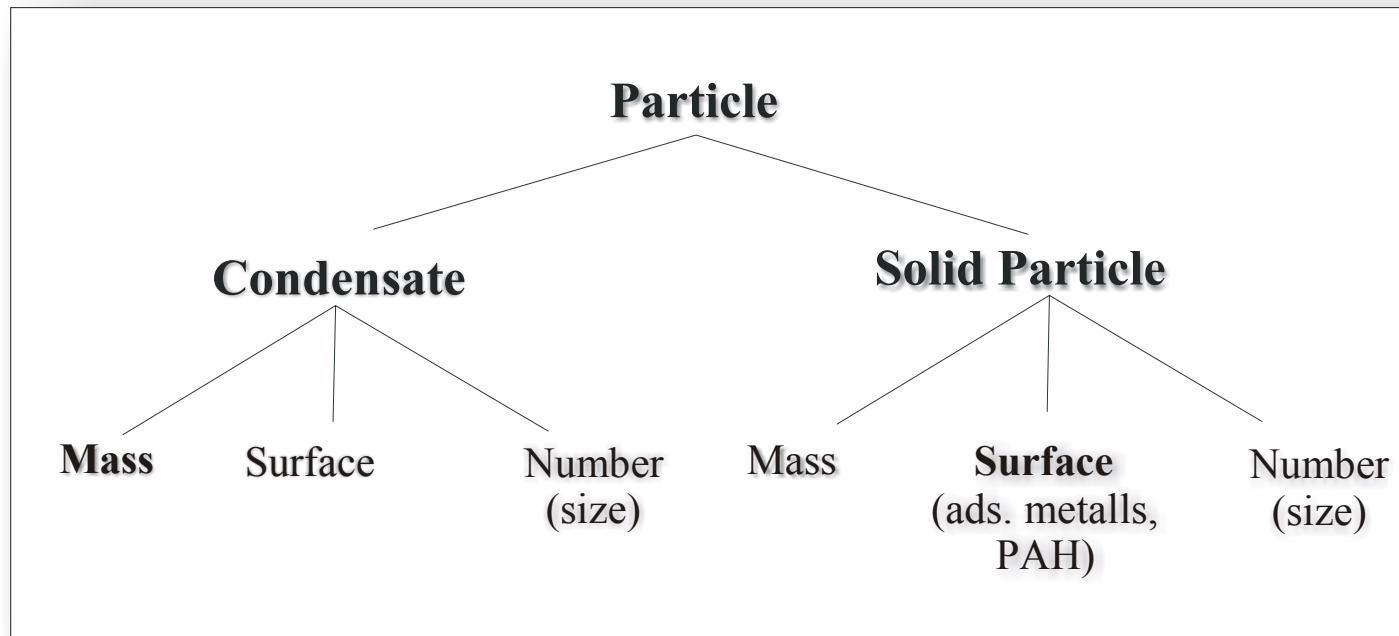 Particle
Condensate
Solid Particle
Mass
Surface
Number
(size)
Mass
Surface
(ads. metalls,
PAH)
Number
(size)